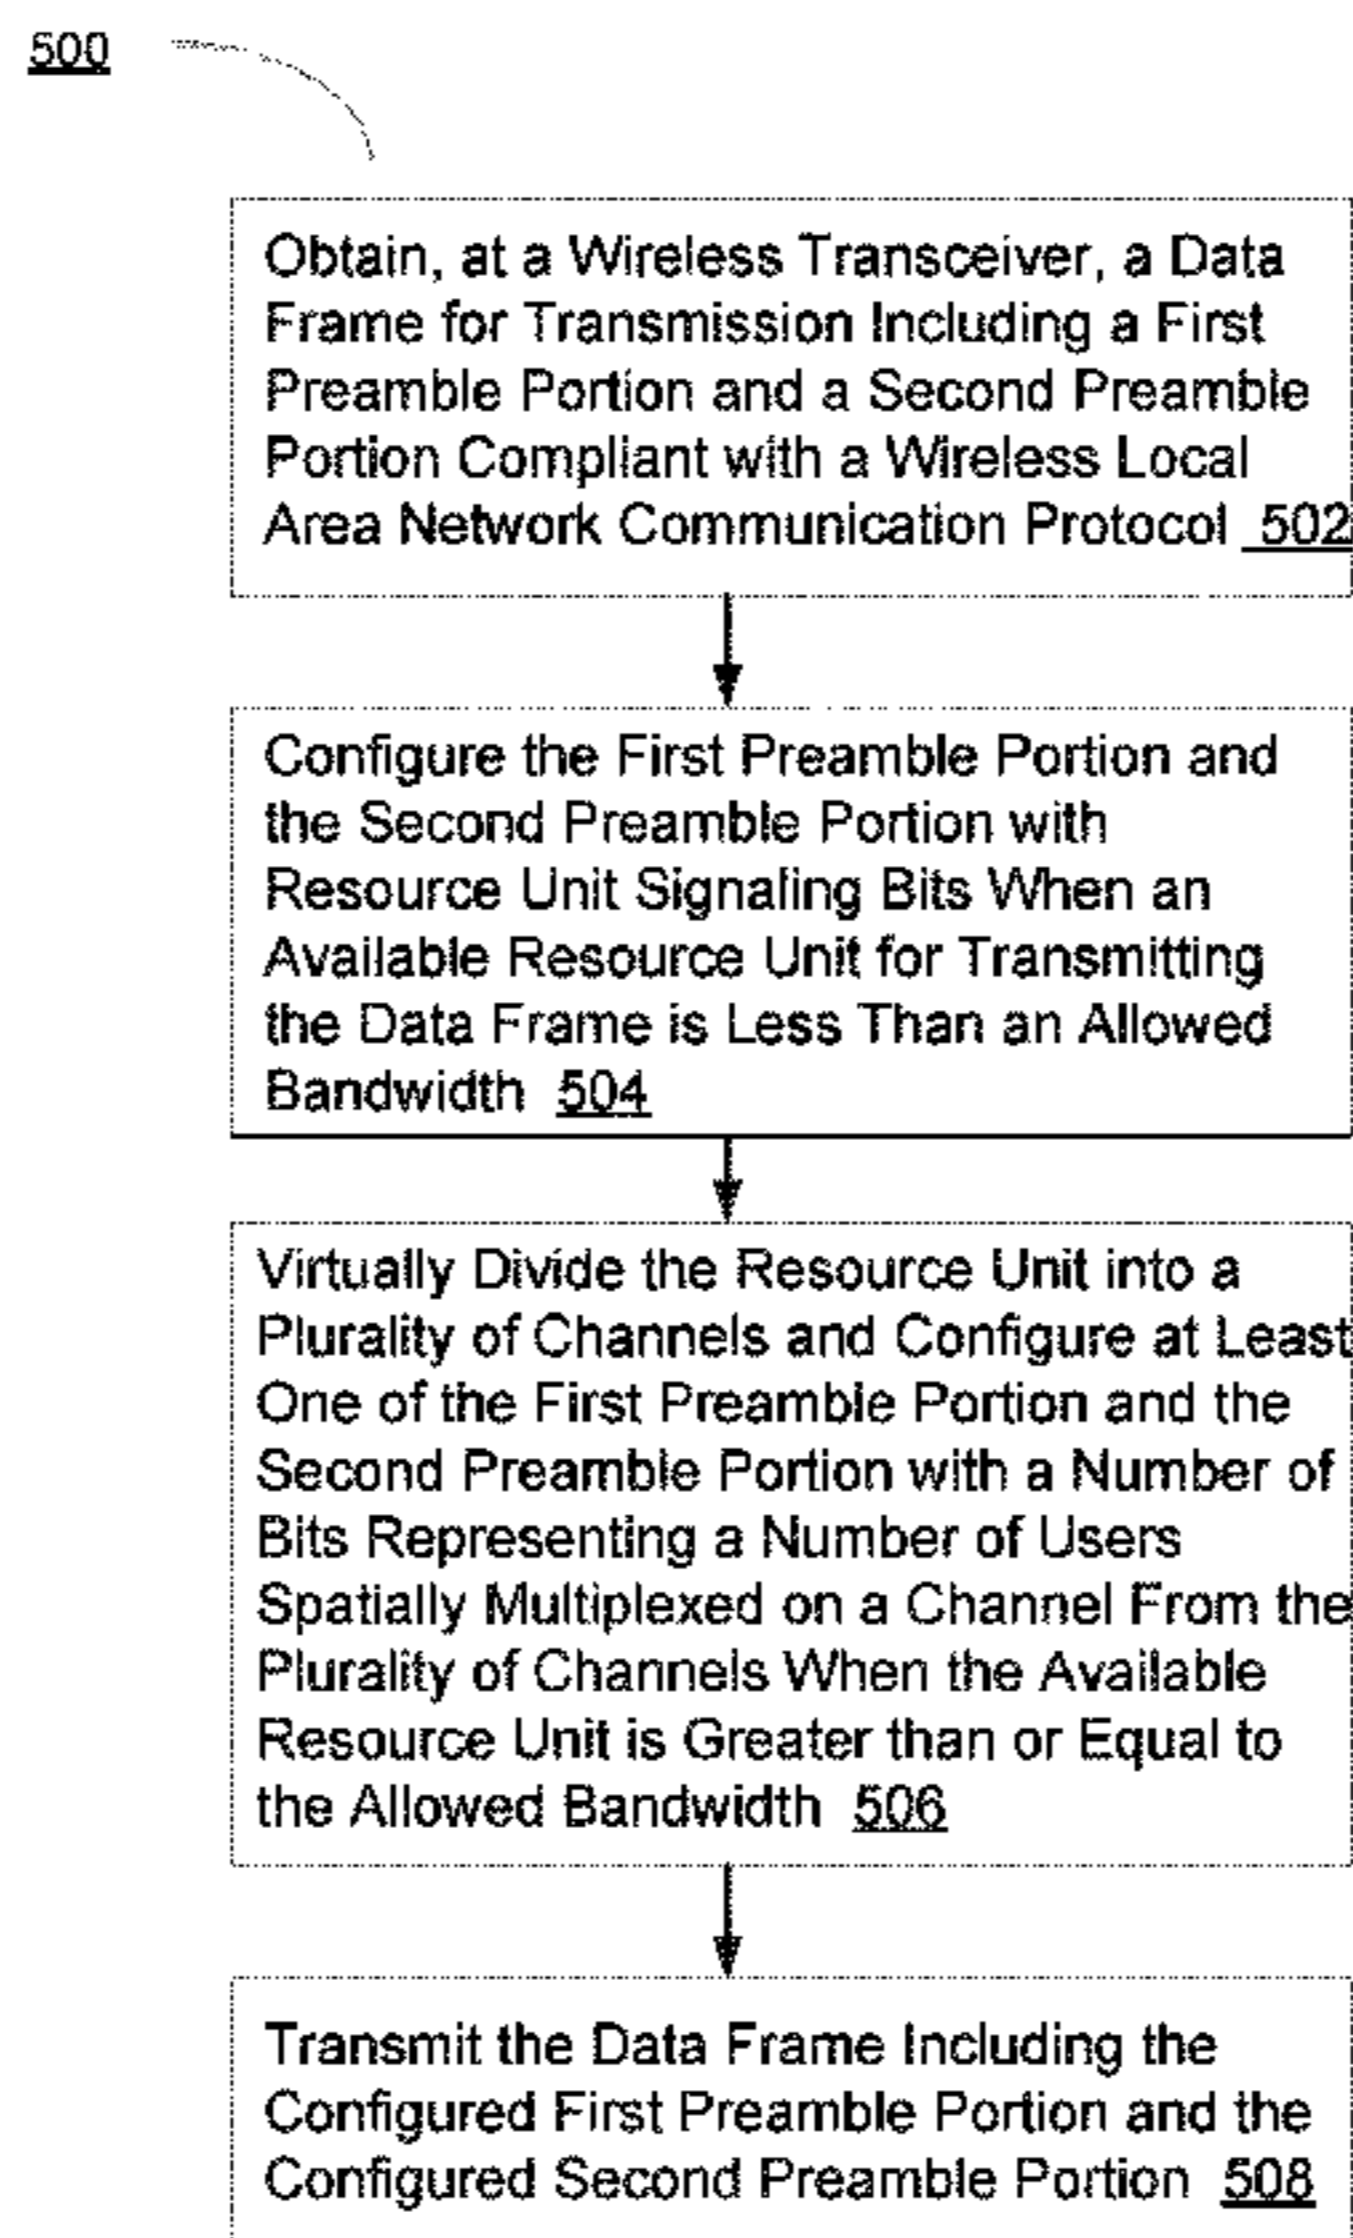 500
Obtain, at a Wireless Transceiver, a Data
Frame for Transmission Including a First
Preamble Portion and a Second Preamble
Portion Compliant with a Wireless Local
Area Network Communication Protocol 502
Configure the First Preamble Portion and
the Second Preamble Portion with
Resource Unit Signaling Bits When an
Available Resource Unit for Transmitting
the Data Frame is Less Than an Allowed
Bandwidth 504
Virtually Divide the Resource Unit into a
Plurality of Channels and Configure at Least
One of the First Preamble Portion and the
Second Preamble Portion with a Number of
Bits Representing a Number of Users
Spatially Multiplexed on a Channel From the
Plurality of Channels When the Available
Resource Unit is Greater than or Equal to
the Allowed Bandwidth 506
Transmit the Data Frame Including the
Configured First Preamble Portion and the
Configured Second Preamble Portion 508